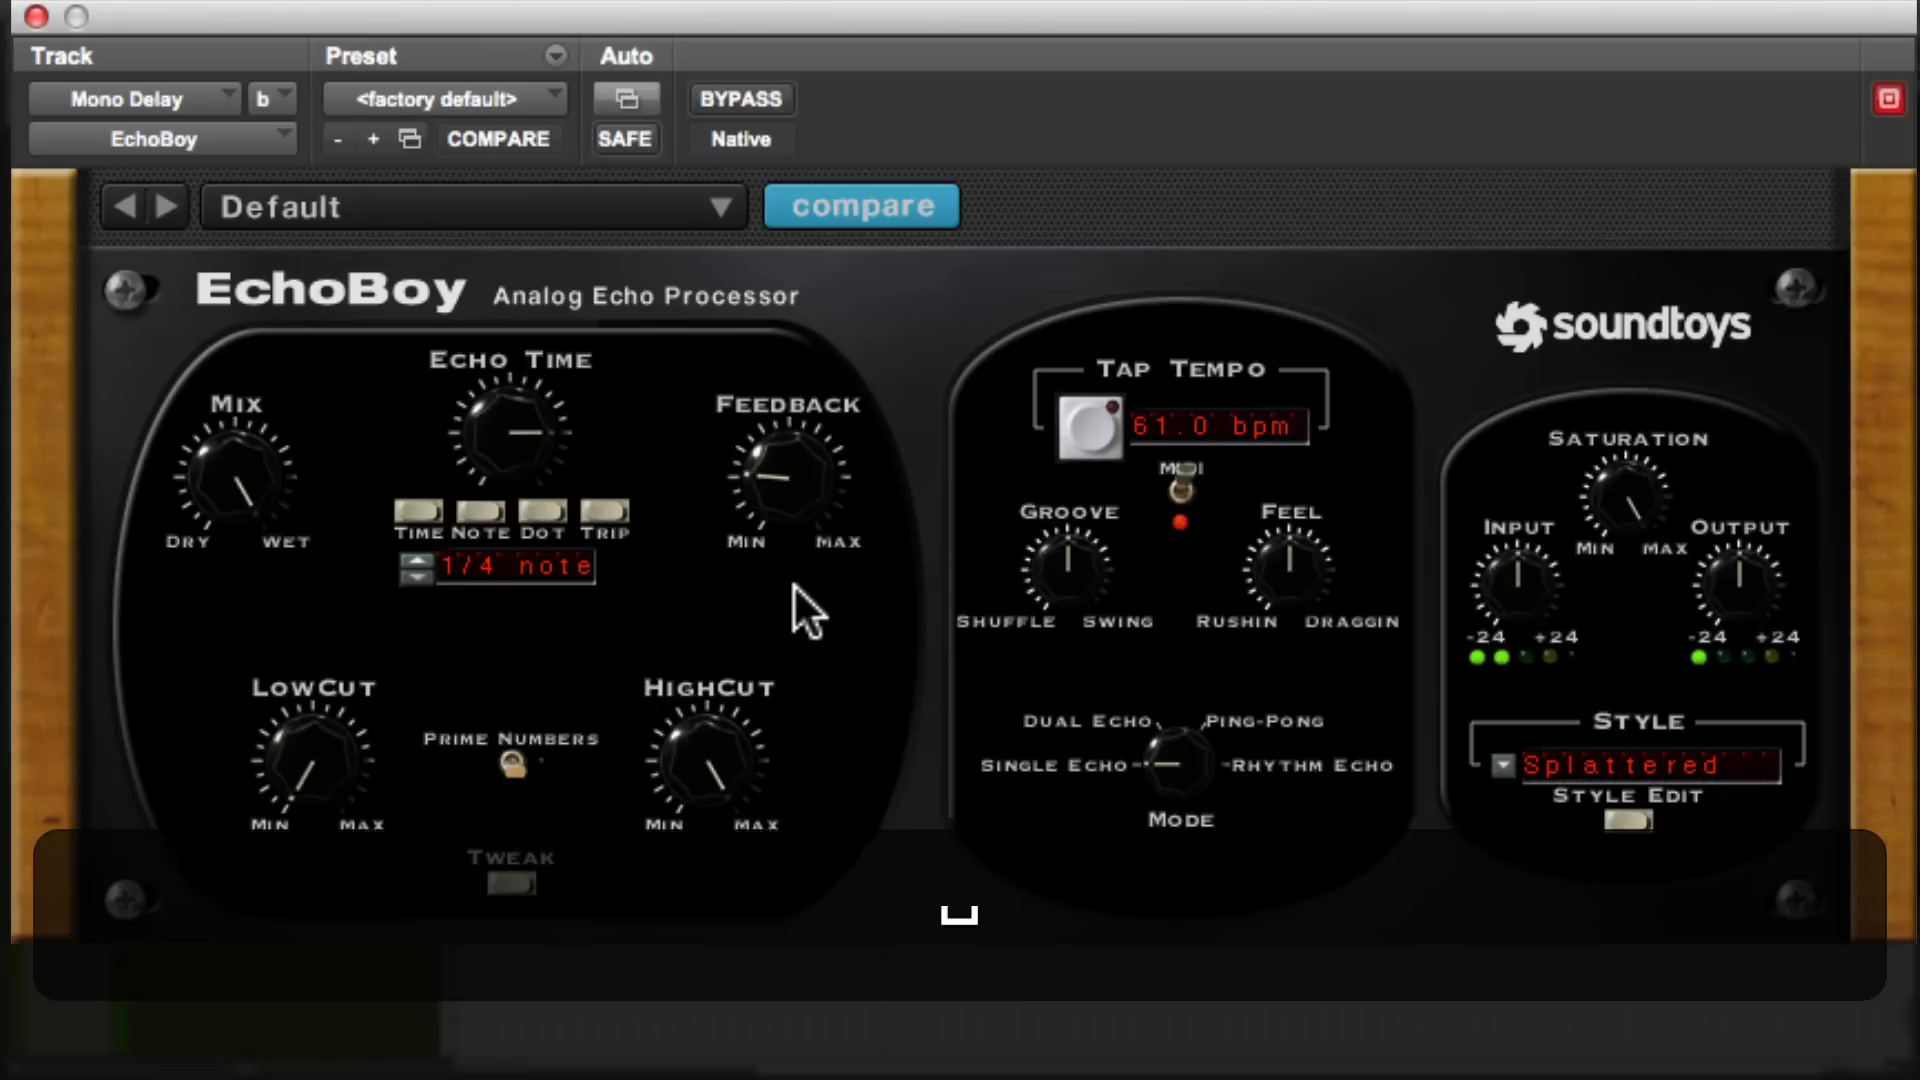 Track
Preset
Auto
Mono Delay
b
<factory default>
BYPASS
EchoBoy
- + COMPARE
SAFE
Native
Default
compare
EchoBoy Analog Echo Processor
soundtoys
ECHO TIME
MIX
FEEDBACK
DRY WET
TIME NOTE DOT TRIP
MIN MAX
1/4 note
LOWCUT
HIGHCUT
PRIME NUMBERS
MIN MAX
MIN MAX
TWEAK
TAP TEMPO
61.0 bpm
MIDI
GROOVE
FEEL
SHUFFLE SWING
RUSHIN DRAGGIN
DUAL ECHO
PING-PONG
SINGLE ECHO
RHYTHM ECHO
MODE
SATURATION
INPUT
OUTPUT
MIN MAX
-24 +24
-24 +24
STYLE
Splattered
STYLE EDIT